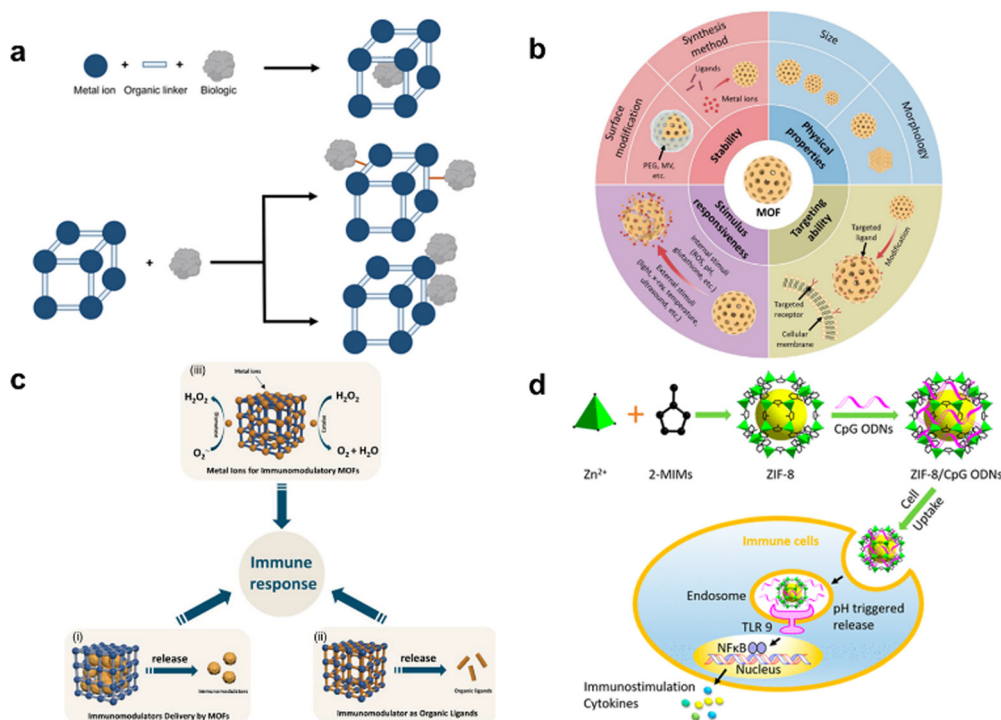 a
+
+
Metal ion
Organic linker
Biologic
+
b
Synthesis
method
Size
Surface
modification
Morphology
Ligands
Metal ions
PEG, MV,
etc.
Stability
Physical
properties
MOF
Stimulus
responsiveness
Targeting
ability
Internal stimuli
(ROS, pH,
glutathione, etc.)
External stimuli
(light, x-ray, temperature,
ultrasound, etc.)
Targeted
ligand
Modification
Targeted
receptor
Cellular
membrane
c
(iii)
Metal ions
H2O2
H2O2
O2
O2 + H2O
Metal Ions for Immunomodulatory MOFs
Immune
response
(i)
release
Immunomodulators
Immunomodulators Delivery by MOFs
(ii)
release
Organic ligands
Immunomodulator as Organic Ligands
d
+
CpG ODNs
Zn2+
2-MIMs
ZIF-8
ZIF-8/CpG ODNs
Cell
Uptake
Immune cells
Endosome
pH triggered
release
TLR 9
NFκB
Nucleus
Immunostimulation
Cytokines